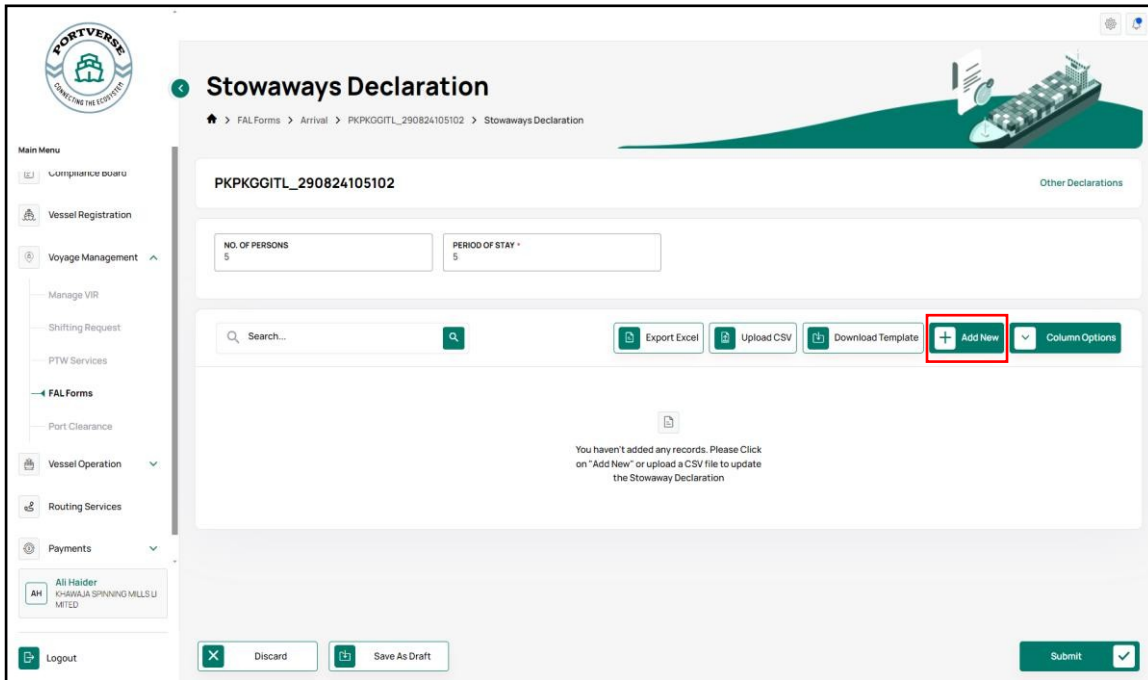 PORTVERSE
CONNECTING THE ECOSYSTEM
Stowaways Declaration
FAL Forms > Arrival > PKPKGGITL_290824105102 > Stowaways Declaration
Main Menu
Compliance Board
Vessel Registration
Voyage Management
Manage VIR
Shifting Request
PTW Services
FAL Forms
Port Clearance
Vessel Operation
Routing Services
Payments
AH
Ali Haider
KHAWAJA SPINNING MILLS LI
MITED
Logout
PKPKGGITL_290824105102
Other Declarations
NO. OF PERSONS
5
PERIOD OF STAY *
5
Search...
Export Excel
Upload CSV
Download Template
Add New
Column Options
You haven't added any records. Please Click
on "Add New" or upload a CSV file to update
the Stowaway Declaration
Discard
Save As Draft
Submit